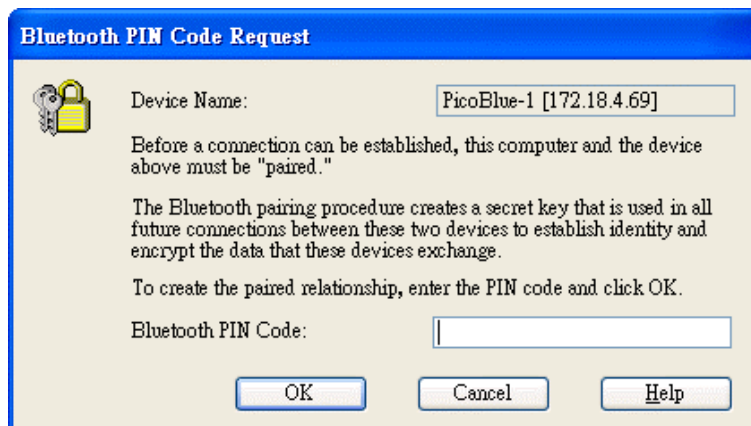 Bluetooth PIN Code Request
Device Name: PicoBlue-1 [172.18.4.69]
Before a connection can be established, this computer and the device
above must be "paired."
The Bluetooth pairing procedure creates a secret key that is used in all
future connections between these two devices to establish identity and
encrypt the data that these devices exchange.
To create the paired relationship, enter the PIN code and click OK.
Bluetooth PIN Code:
OK Cancel Help